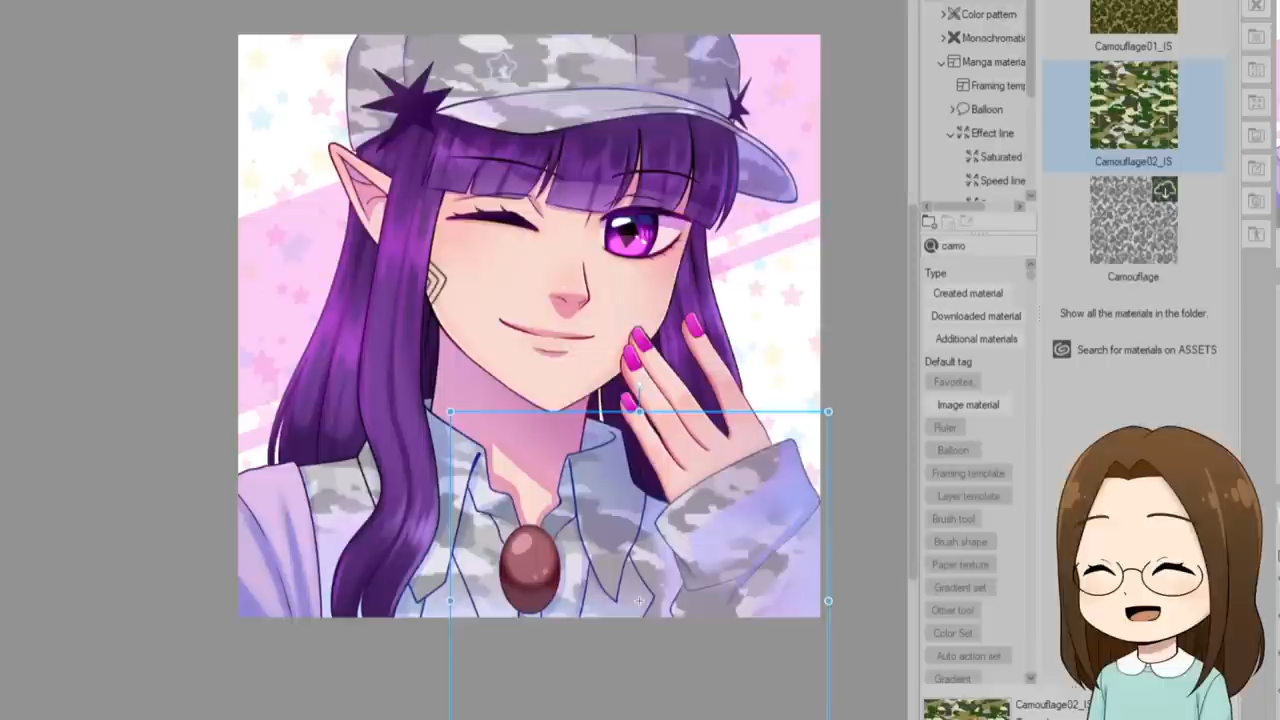 Color pattern
Monochromatic
Manga materia
Framing temp
Balloon
Effect line
Saturated
Speed line
camo
Type
Created material
Downloaded material
Additional materials
Default tag
Favorites
Image material
Ruler
Balloon
Framing template
Layer template
Brush tool
Brush shape
Paper texture
Gradient set
Other tool
Color Set
Auto action set
Gradient
Camouflage01_IS
Camouflage02_IS
Camouflage
Show all the materials in the folder.
Search for materials on ASSETS
Camouflage02_IS